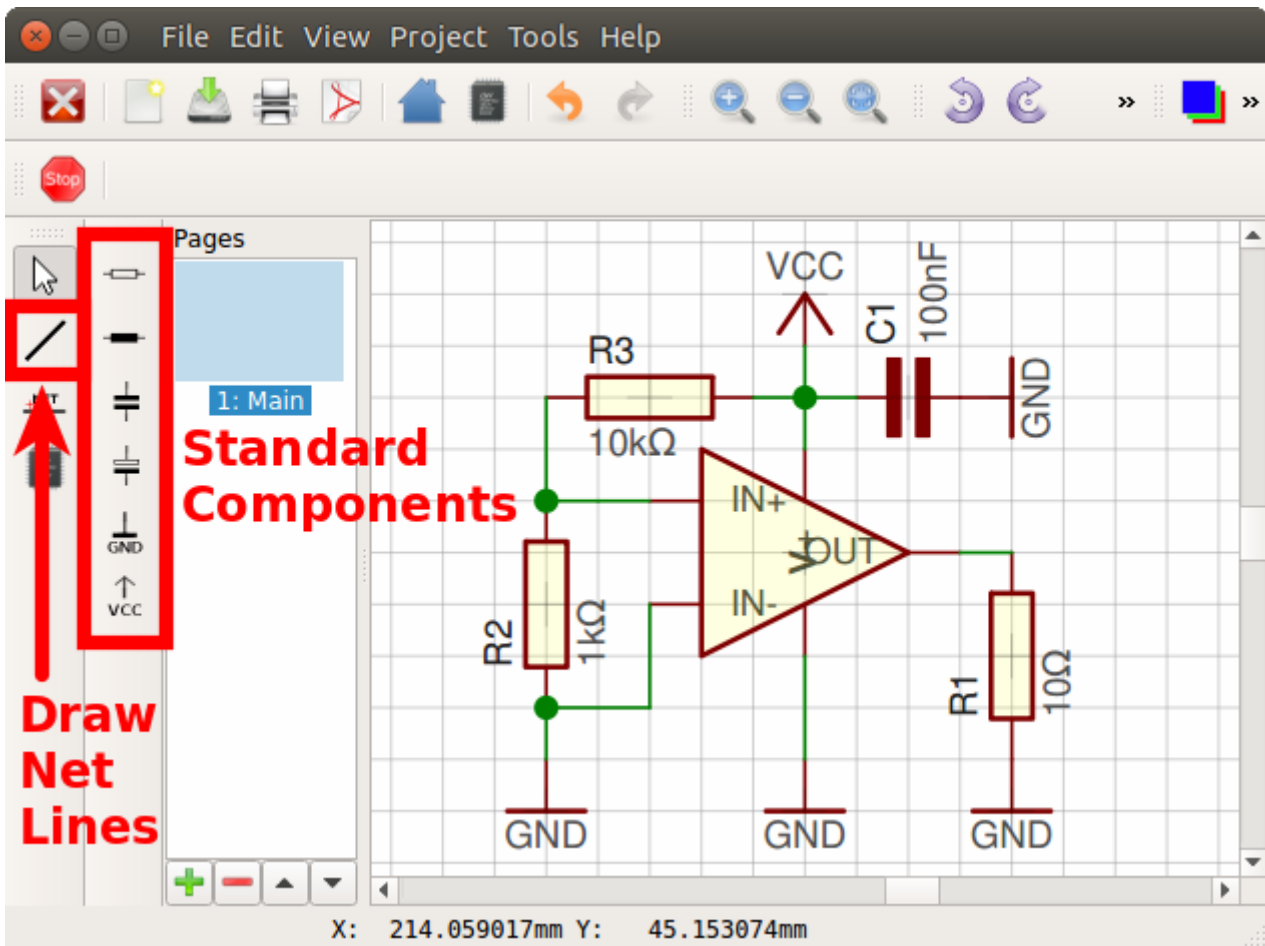 File Edit View Project Tools Help
Stop
Pages
1: Main
GND
VCC
Standard
Components
Draw
Net
Lines
VCC
C1
100nF
GND
R3
10kΩ
IN+
V+
OUT
IN-
R2
1kΩ
R1
10Ω
GND
GND
GND
X: 214.059017mm Y: 45.153074mm